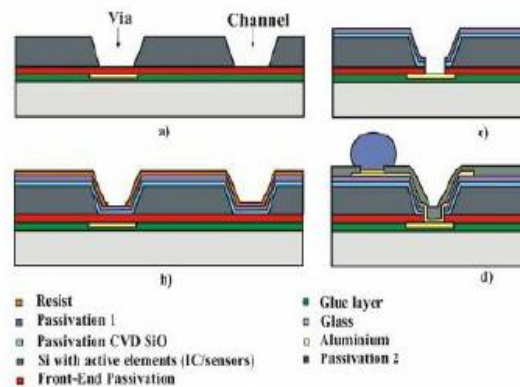 Via
Channel
a)
c)
b)
d)
Resist
Passivation 1
Passivation CVD SiO
Si with active elements (IC/sensors)
Front-End Passivation
Glue layer
Glass
Aluminium
Passivation 2